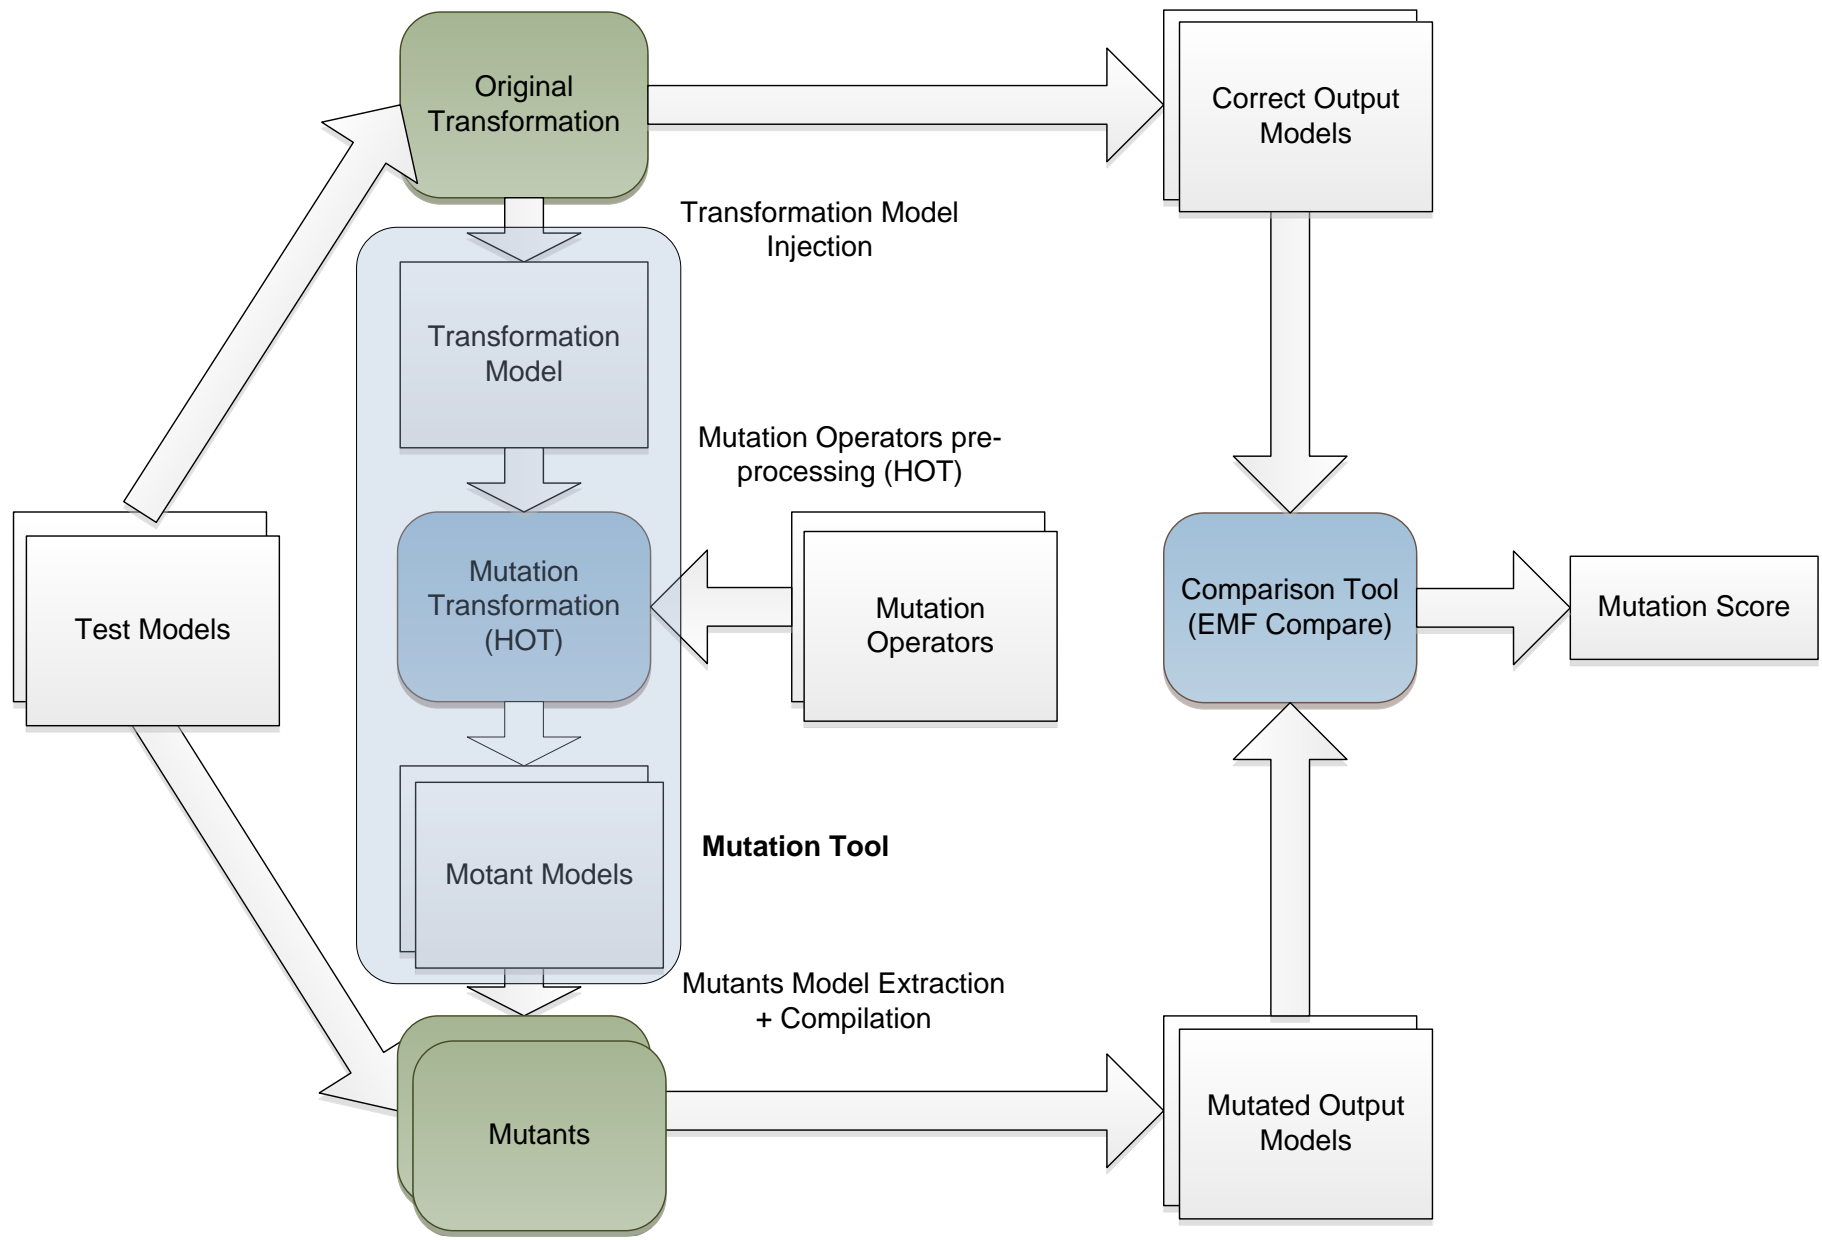 Original
Transformation
Correct Output
Models
Transformation Model
Injection
Transformation
Model
Mutation Operators pre-
processing (HOT)
Test Models
Mutation
Transformation
(HOT)
Mutation
Operators
Comparison Tool
(EMF Compare)
Mutation Score
Mutation Tool
Motant Models
Mutants Model Extraction
+ Compilation
Mutants
Mutated Output
Models